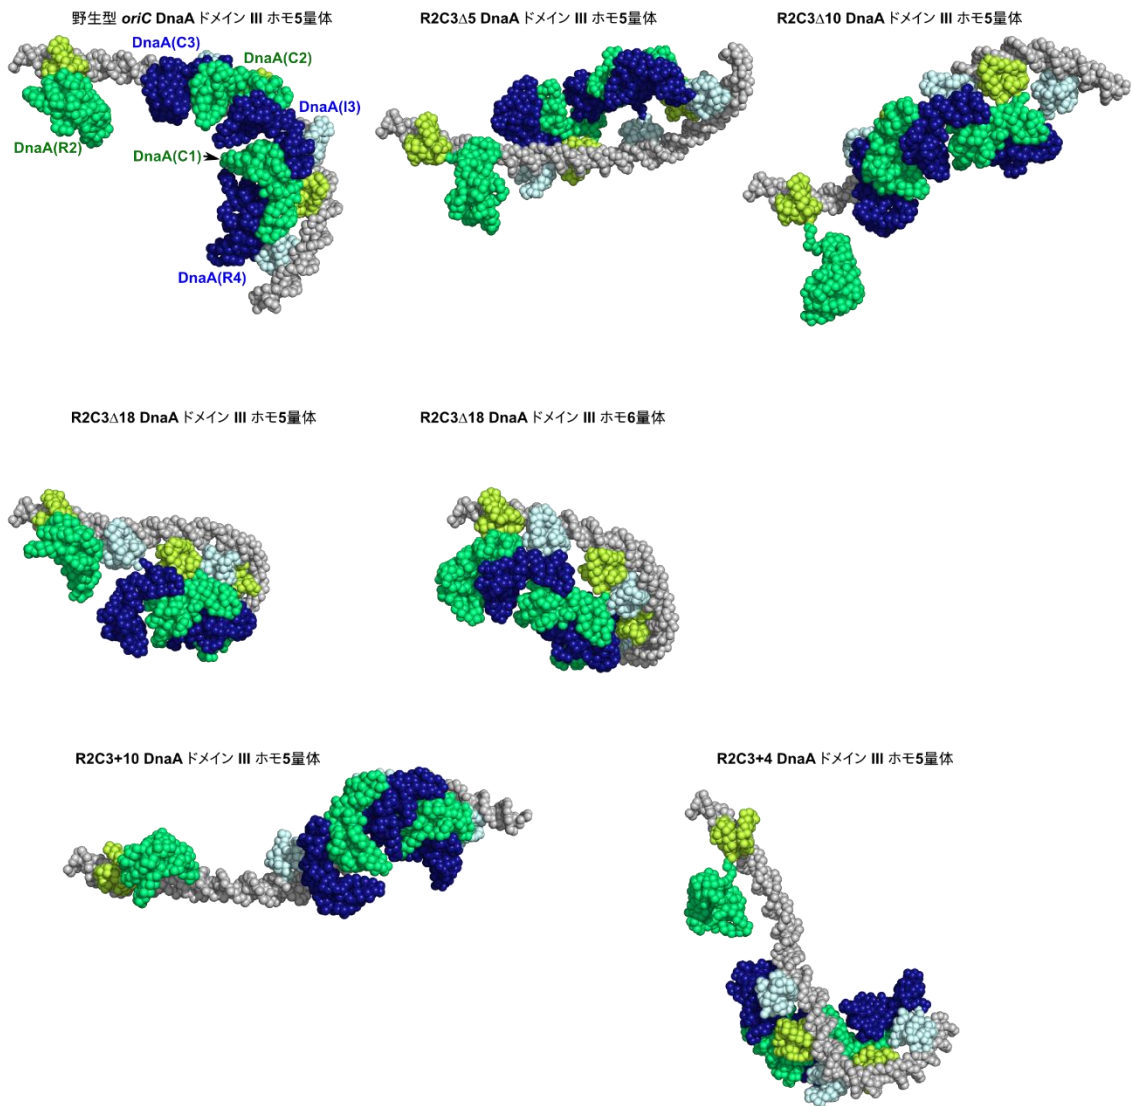 野生型 oriC DnaA ドメイン III ホモ5量体
R2C3Δ5 DnaA ドメイン III ホモ5量体
R2C3Δ10 DnaA ドメイン III ホモ5量体
DnaA(C3)
DnaA(C2)
DnaA(I3)
DnaA(R2)
DnaA(C1)
DnaA(R4)
R2C3Δ18 DnaA ドメイン III ホモ5量体
R2C3Δ18 DnaA ドメイン III ホモ6量体
R2C3+10 DnaA ドメイン III ホモ5量体
R2C3+4 DnaA ドメイン III ホモ5量体